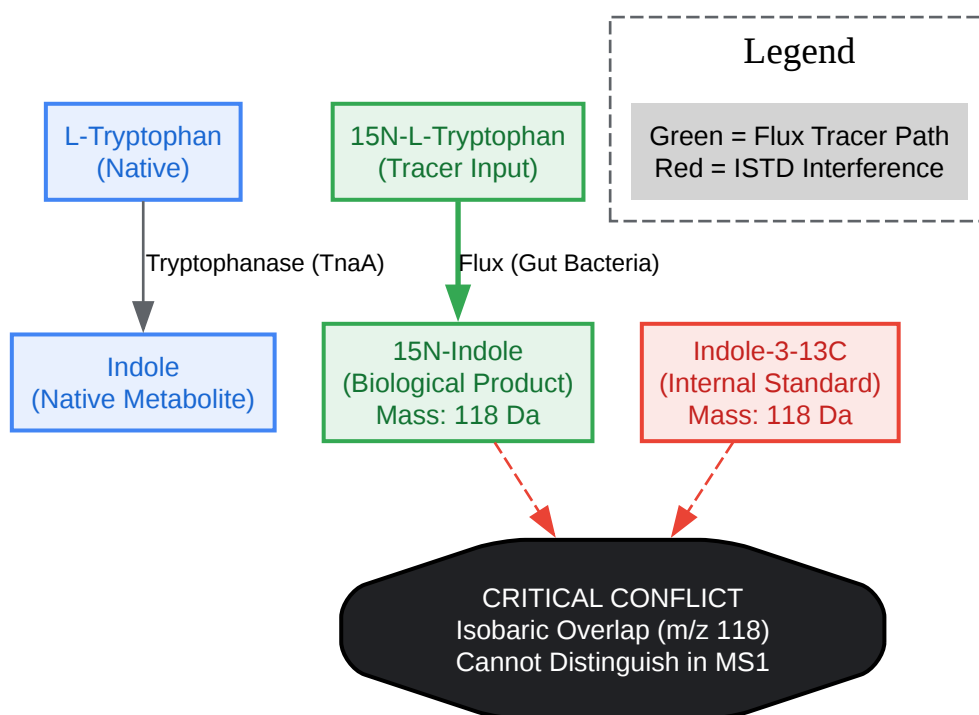 Legend
Green = Flux Tracer Path
Red = ISTD Interference
L-Tryptophan
(Native)
15N-L-Tryptophan
(Tracer Input)
Tryptophanase (TnaA)
Flux (Gut Bacteria)
Indole
(Native Metabolite)
15N-Indole
(Biological Product)
Mass: 118 Da
Indole-3-13C
(Internal Standard)
Mass: 118 Da
CRITICAL CONFLICT
Isobaric Overlap (m/z 118)
Cannot Distinguish in MS1